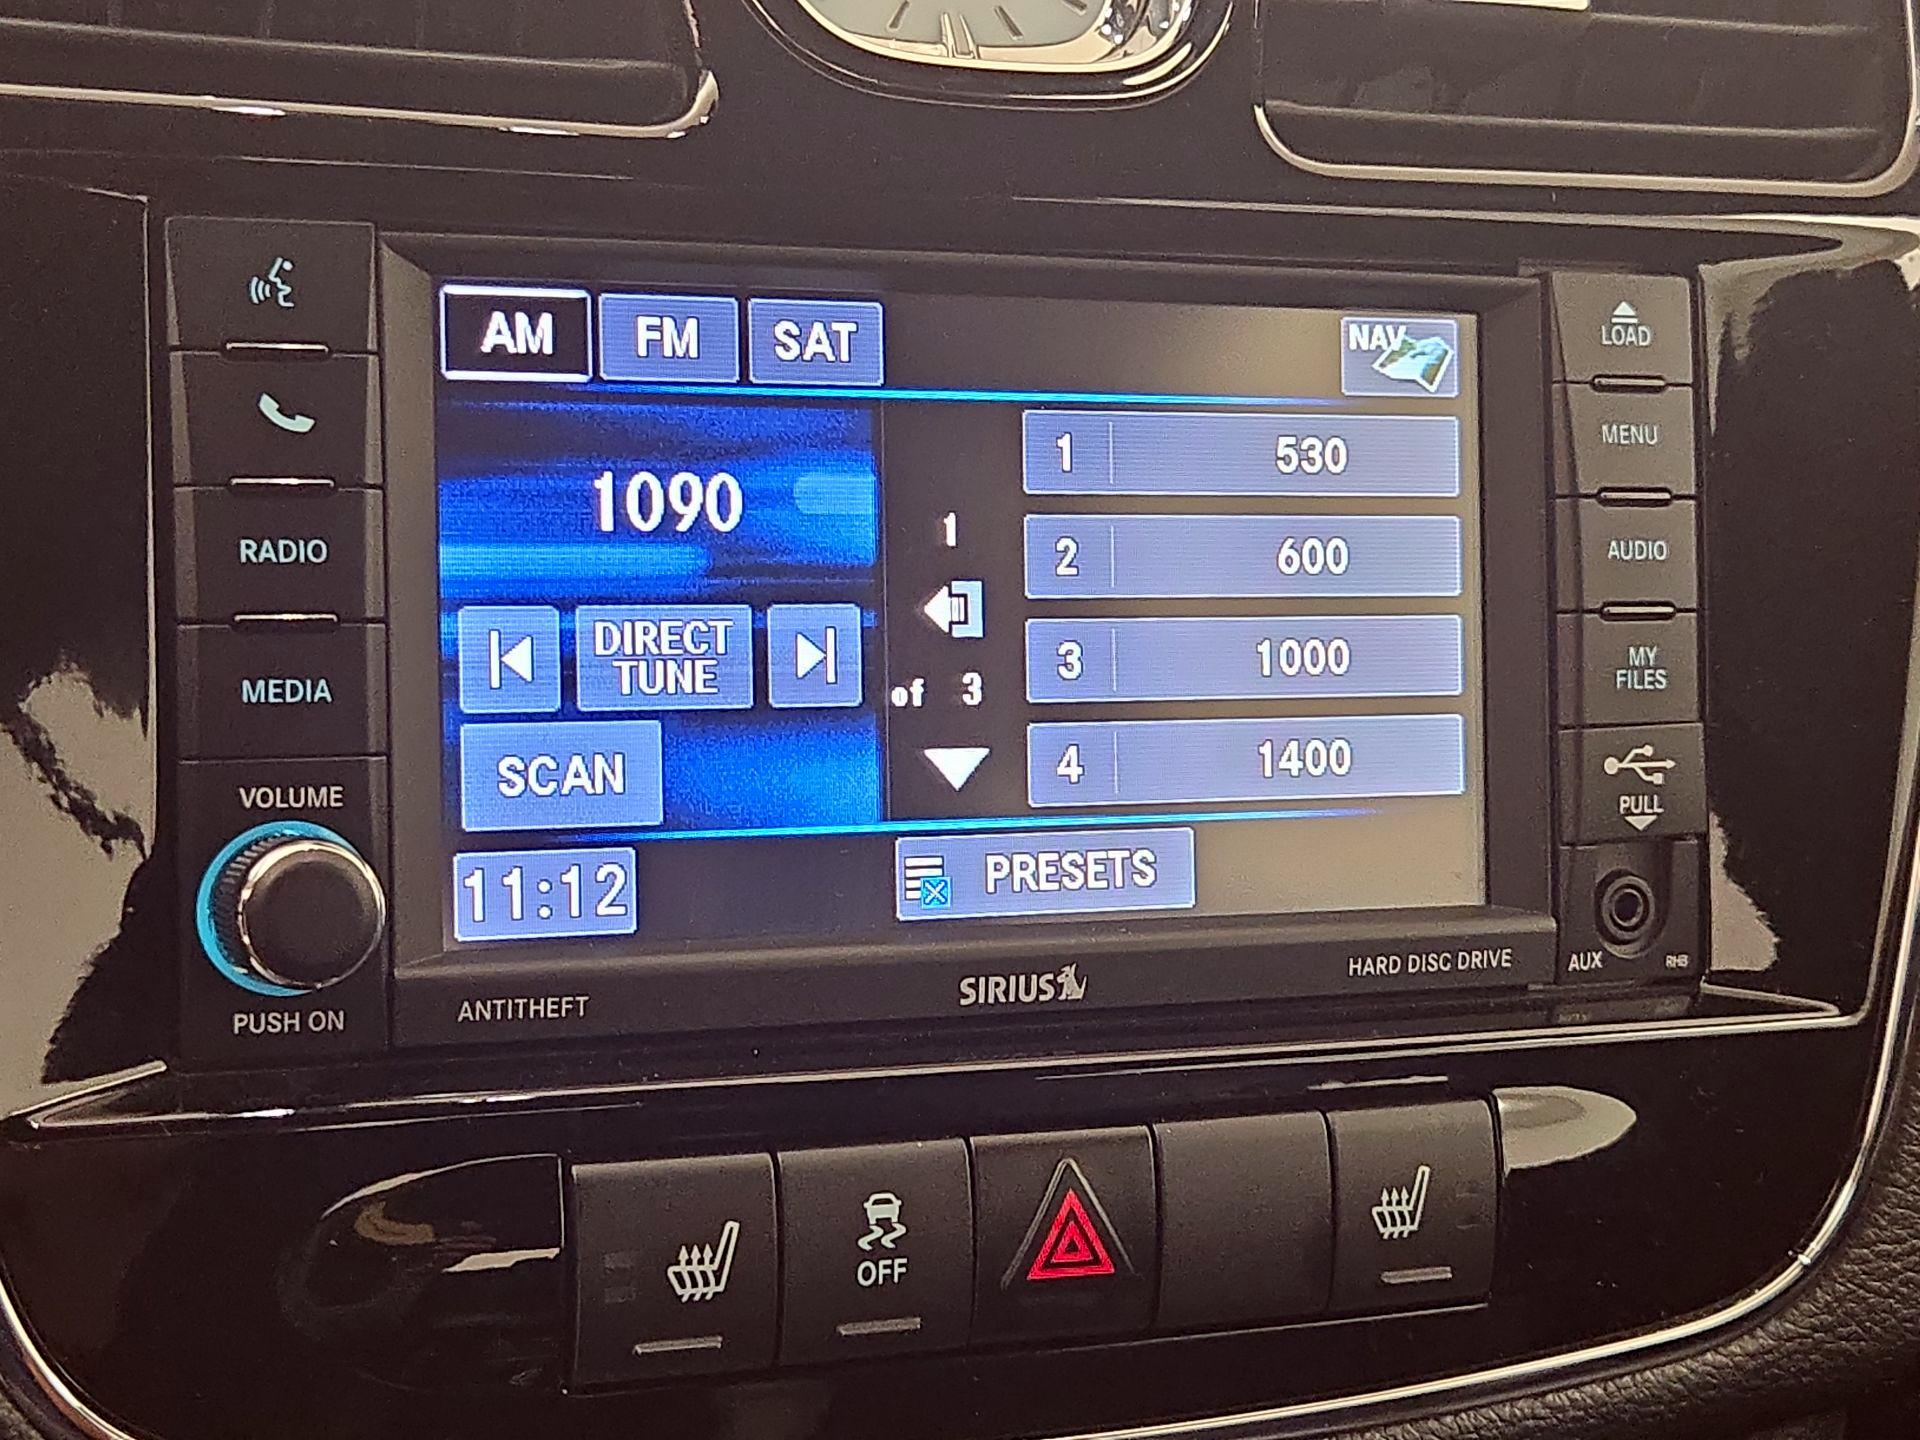 AM FM SAT NAV
LOAD
MENU
1090
1 530
1
2 600
RADIO
AUDIO
DIRECT
TUNE
of 3
3 1000
MY
FILES
MEDIA
SCAN
4 1400
VOLUME
PULL
11:12
PRESETS
AUX
RHB
PUSH ON
ANTITHEFT
SIRIUS
HARD DISC DRIVE
OFF